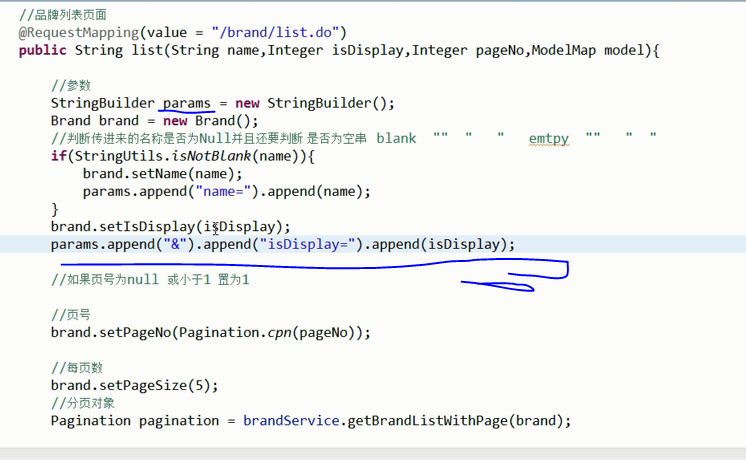 //品牌列表页面
@RequestMapping(value = "/brand/list.do")
public String list(String name,Integer isDisplay,Integer pageNo,ModelMap model){
//参数
StringBuilder params = new StringBuilder();
Brand brand = new Brand();
//判断传进来的名称是否为Null并且还要判断 是否为空串 blank "" "  " emtpy "" "  "
if(StringUtils.isNotBlank(name)){
brand.setName(name);
params.append("name=").append(name);
}
brand.setIsDisplay(isDisplay);
params.append("&").append("isDisplay=").append(isDisplay);
//如果页号为null 或小于1 置为1
//页号
brand.setPageNo(Pagination.cpn(pageNo));
//每页数
brand.setPageSize(5);
//分页对象
Pagination pagination = brandService.getBrandListWithPage(brand);